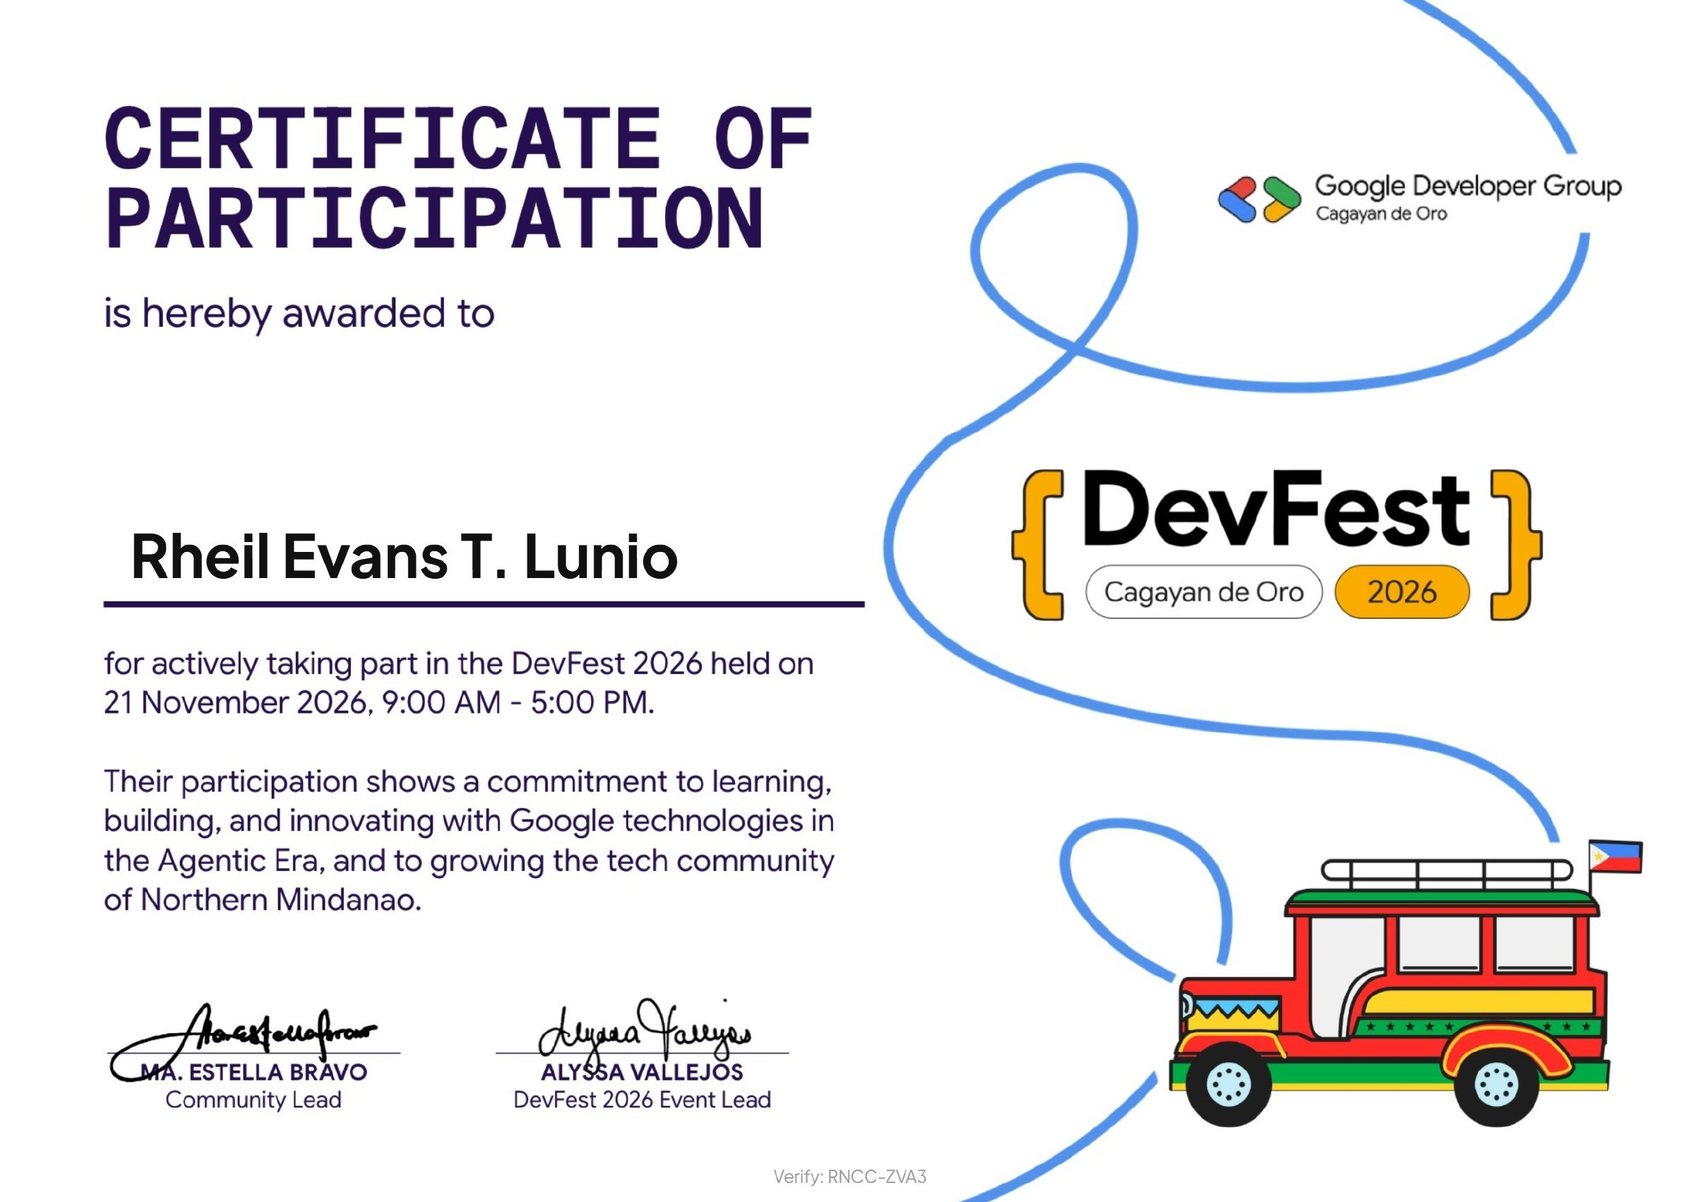 CERTIFICATE OF
PARTICIPATION
is hereby awarded to
Rheil Evans T. Lunio
for actively taking part in the DevFest 2026 held on
21 November 2026, 9:00 AM - 5:00 PM.
Their participation shows a commitment to learning,
building, and innovating with Google technologies in
the Agentic Era, and to growing the tech community
of Northern Mindanao.
Alyssa Vallejos
MA. ESTELLA BRAVO
Community Lead
ALYSSA VALLEJOS
DevFest 2026 Event Lead
Google Developer Group
Cagayan de Oro
DevFest
Cagayan de Oro
2026
Verify: RNCC-ZVA3